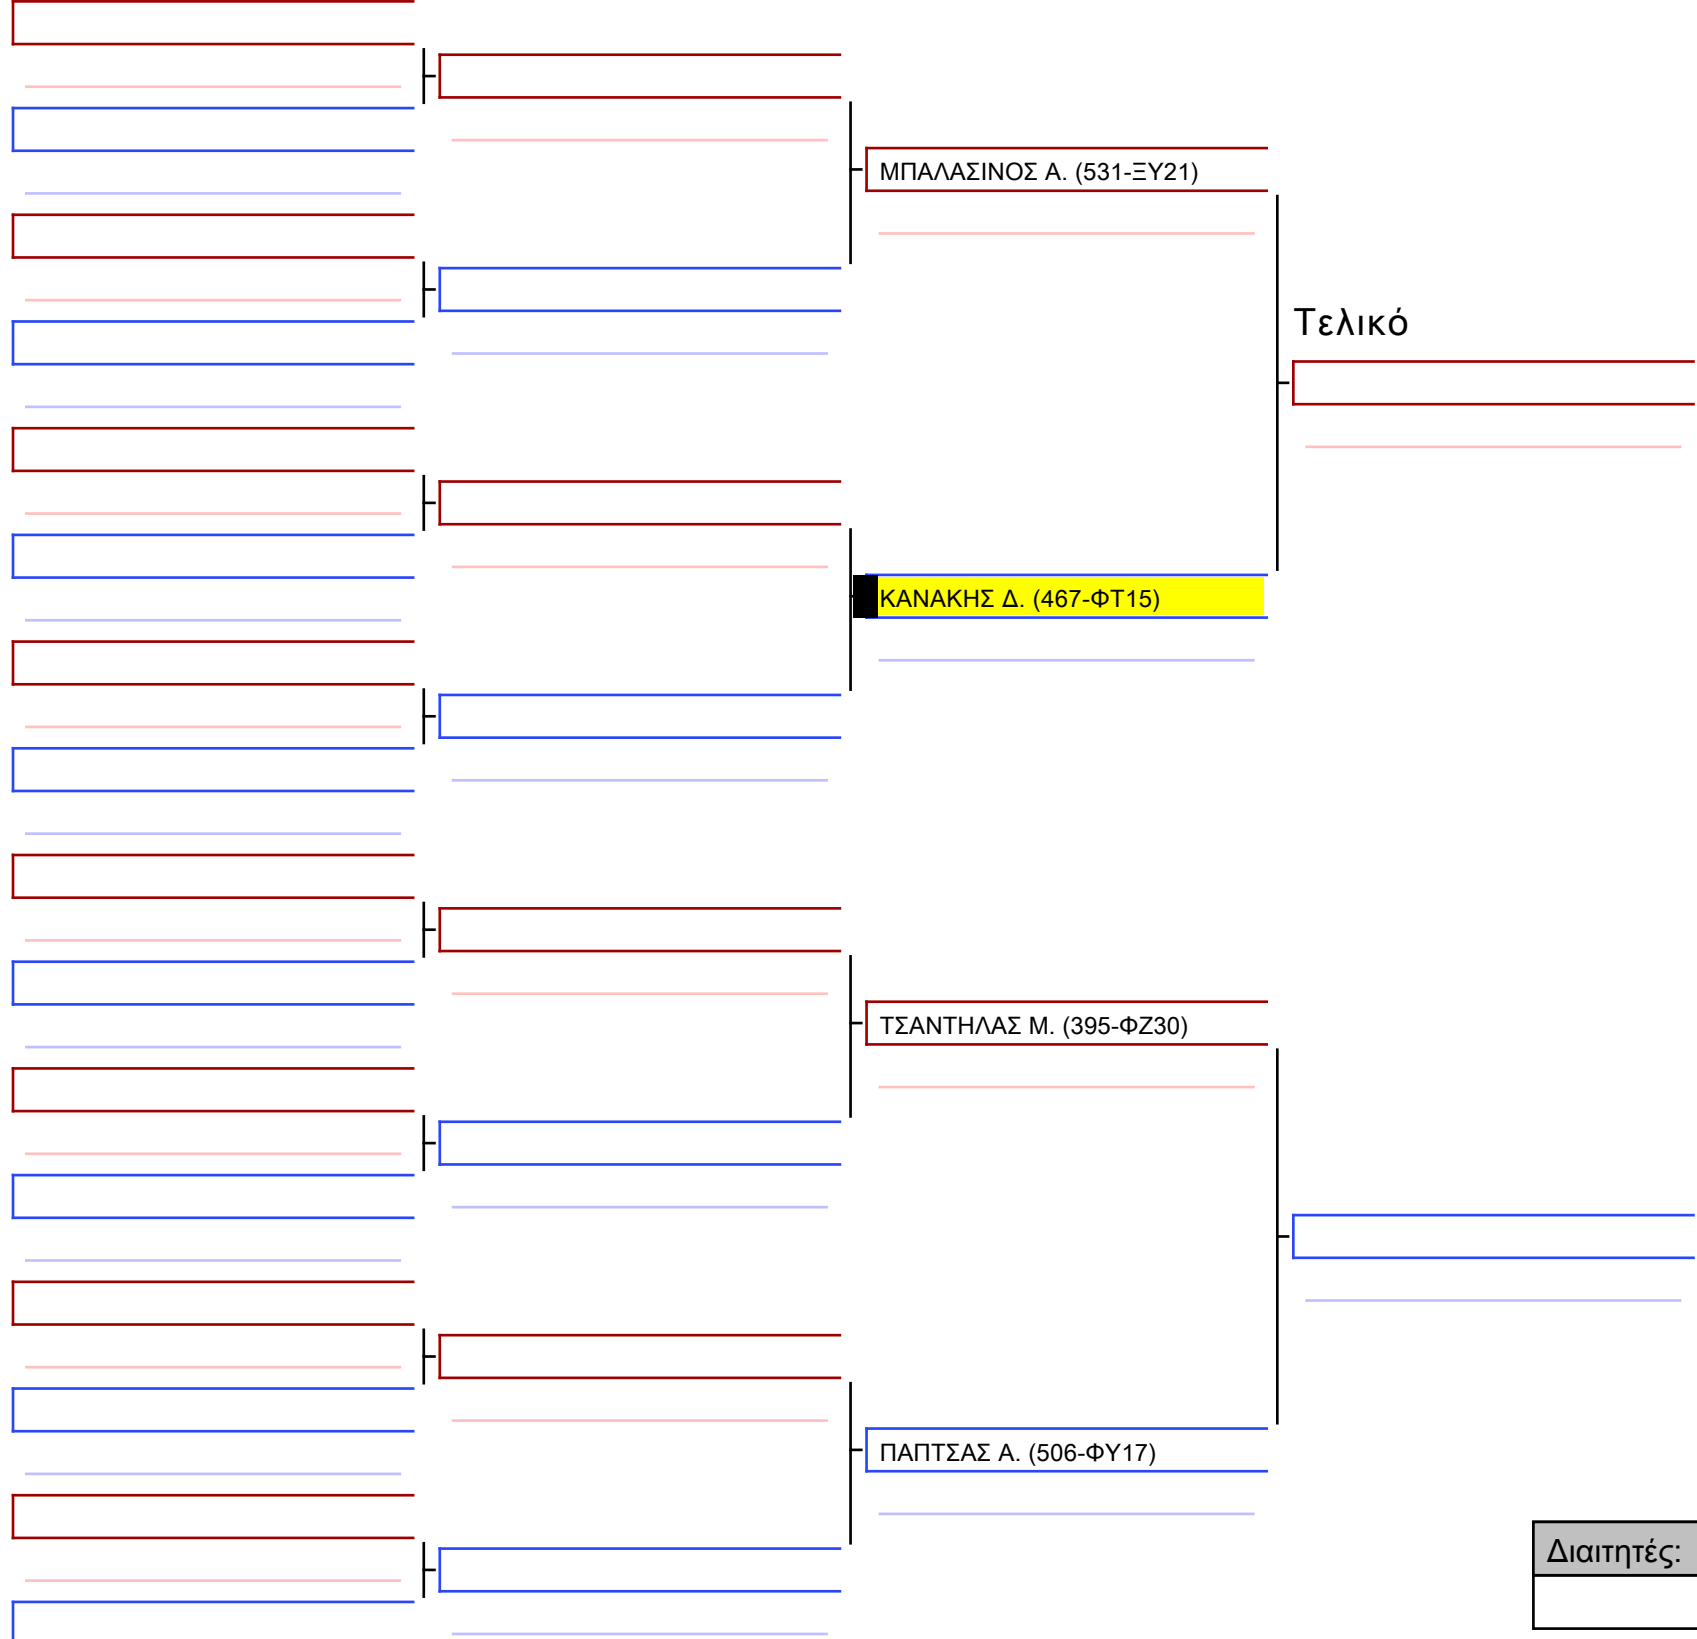 ΜΠΑΛΑΣΙΝΟΣ Α. (531-ΞΥ21)
Τελικό
ΚΑΝΑΚΗΣ Δ. (467-ΦΤ15)
ΤΣΑΝΤΗΛΑΣ Μ. (395-ΦΖ30)
ΠΑΠΤΣΑΣ Α. (506-ΦΥ17)
Διαιτητές: